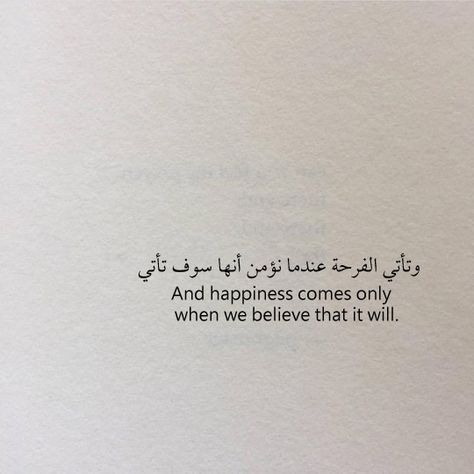 وتأتي الفرحة عندما نؤمن أنها سوف تأتي
And happiness comes only
when we believe that it will.